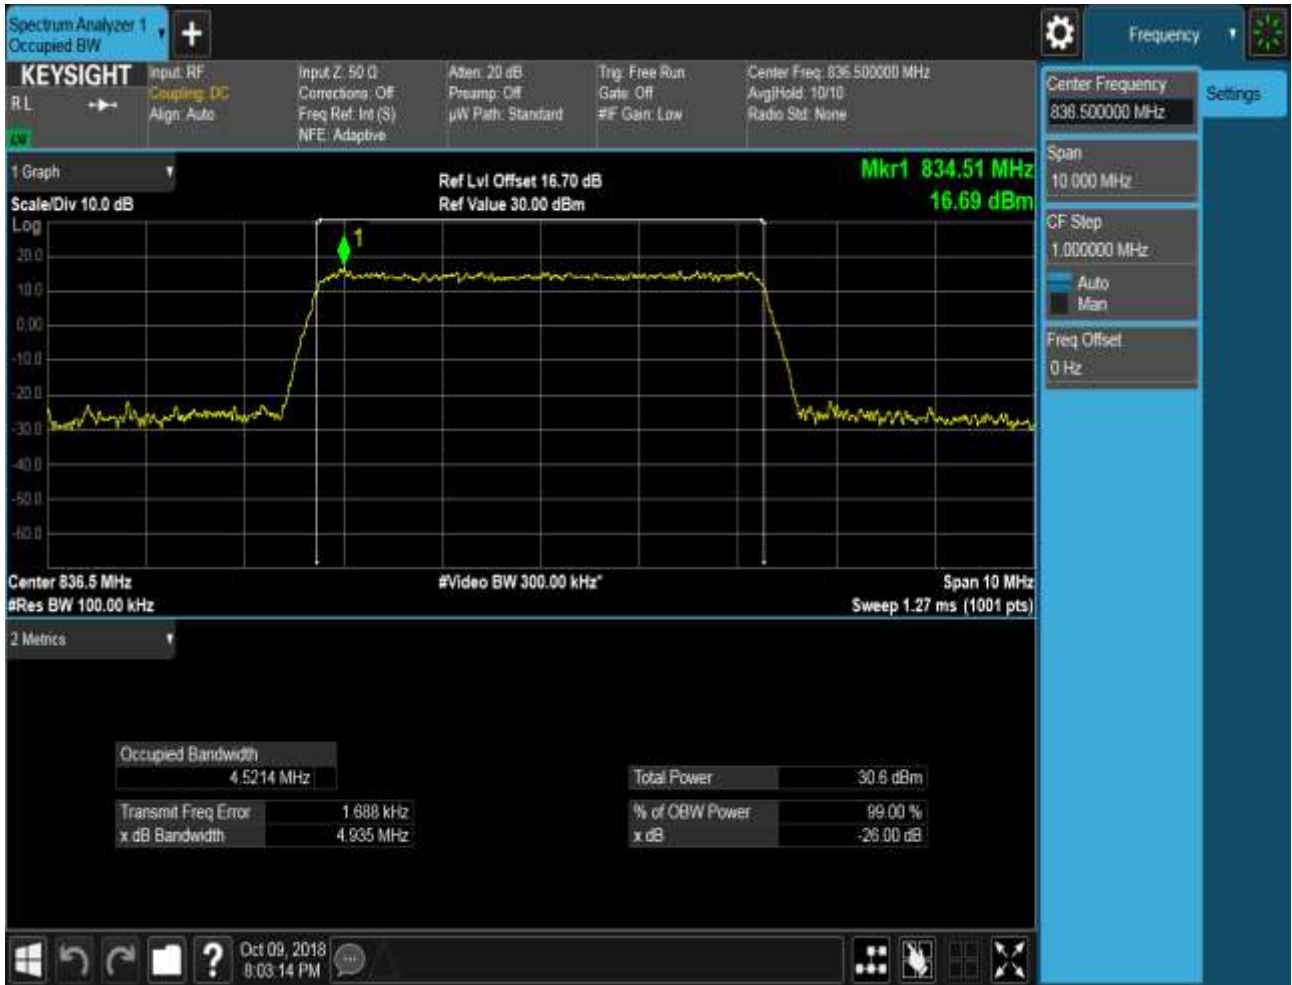 Spectrum Analyzer 1
Occupied BW
Frequency
KEYSIGHT
R L
Input: RF
Coupling: DC
Align: Auto
Input Z: 50 Ω
Corrections: Off
Freq Ref: Int (S)
NFE: Adaptive
Atten: 20 dB
Preamp: Off
µW Path: Standard
Trig: Free Run
Gate: Off
#IF Gain: Low
Center Freq: 836.500000 MHz
Avg|Hold: 10/10
Radio Std: None
Center Frequency
836.500000 MHz
Settings
Span
10.000 MHz
CF Step
1.000000 MHz
Auto
Man
Freq Offset
0 Hz
1 Graph
Scale/Div 10.0 dB
Ref Lvl Offset 16.70 dB
Ref Value 30.00 dBm
Mkr1 834.51 MHz
16.69 dBm
Log
1
20.0
10.0
0.00
-10.0
-20.0
-30.0
-40.0
-50.0
-60.0
Center 836.5 MHz
#Res BW 100.00 kHz
#Video BW 300.00 kHz*
Span 10 MHz
Sweep 1.27 ms (1001 pts)
2 Metrics
Occupied Bandwidth
4.5214 MHz
Total Power 30.6 dBm
Transmit Freq Error 1.688 kHz
% of OBW Power 99.00 %
x dB Bandwidth 4.935 MHz
x dB -26.00 dB
Oct 09, 2018
8:03:14 PM